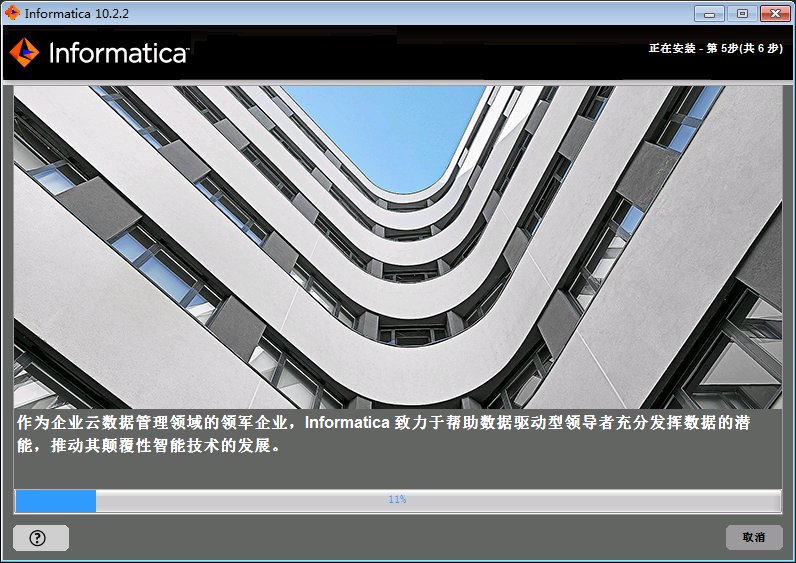 Informatica 10.2.2
Informatica
正在安装 - 第 5步(共 6 步)
作为企业云数据管理领域的领军企业，Informatica 致力于帮助数据驱动型领导者充分发挥数据的潜
能，推动其颠覆性智能技术的发展。
11%
?
取消